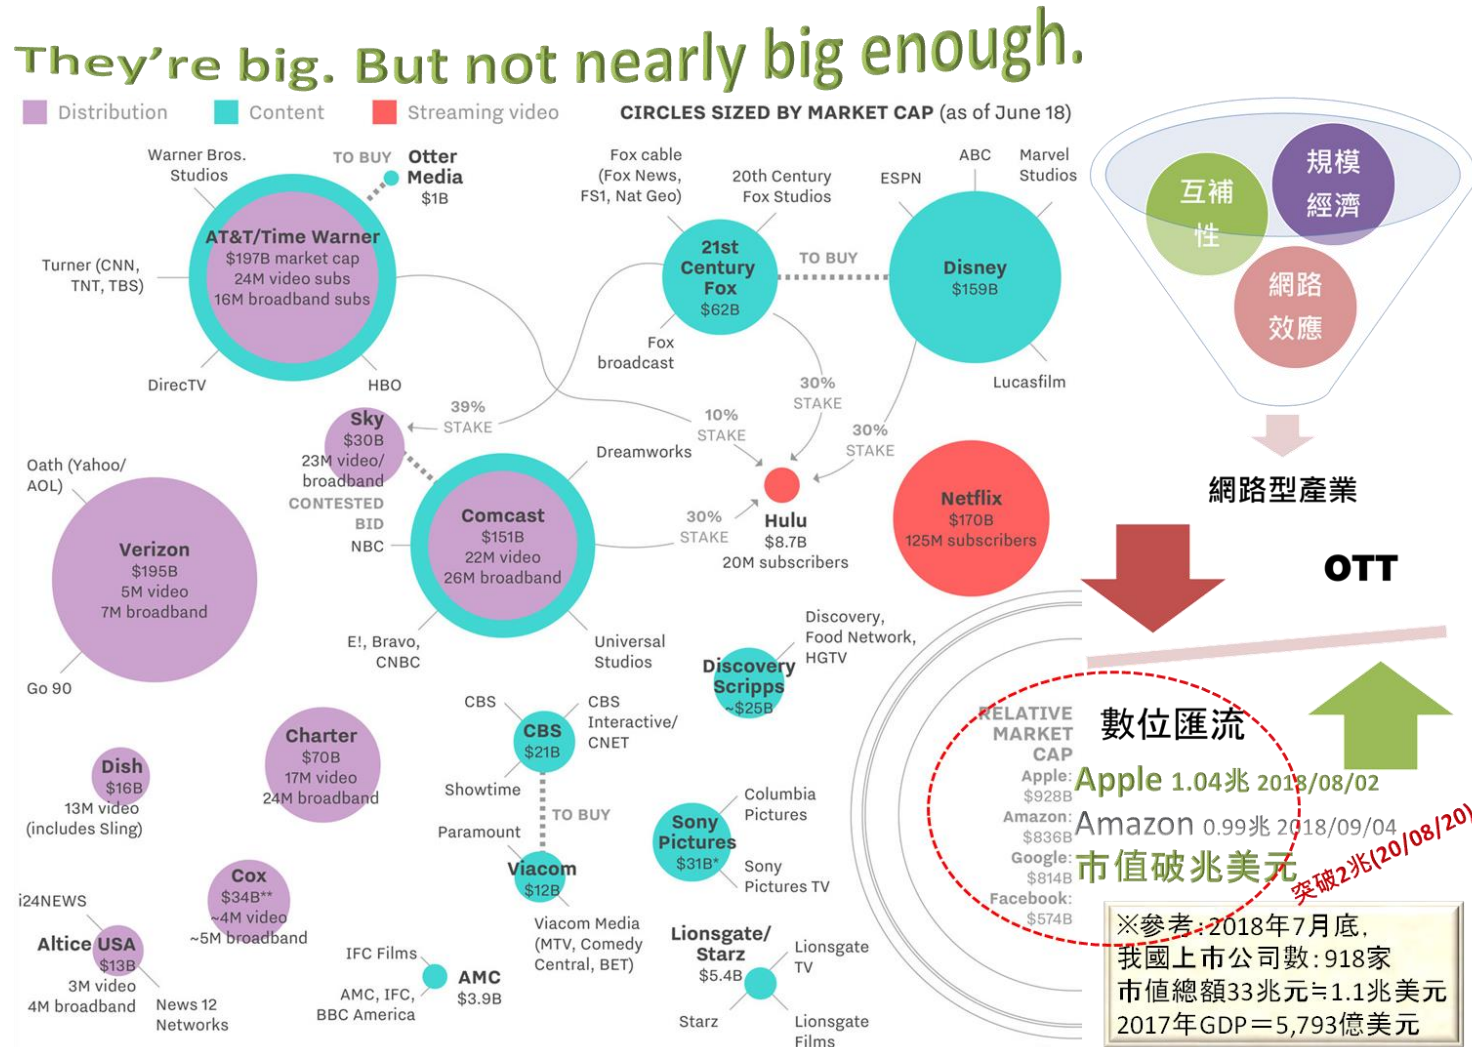 They're big. But not nearly big enough.
Distribution
Content
Streaming video
CIRCLES SIZED BY MARKET CAP (as of June 18)
Warner Bros.
Studios
TO BUY
Otter
Media
$1B
AT&T/Time Warner
$197B market cap
24M video subs
16M broadband subs
Turner (CNN,
TNT, TBS)
DirecTV
HBO
Fox cable
(Fox News,
FS1, Nat Geo)
20th Century
Fox Studios
21st
Century
Fox
$62B
Fox
broadcast
TO BUY
ESPN
ABC
Marvel
Studios
Disney
$159B
Lucasfilm
Sky
$30B
23M video/
broadband
39%
STAKE
CONTESTED
BID
10%
STAKE
30%
STAKE
30%
STAKE
30%
STAKE
Hulu
$8.7B
20M subscribers
Netflix
$170B
125M subscribers
Dreamworks
Comcast
$151B
22M video
26M broadband
NBC
E!, Bravo,
CNBC
Universal
Studios
Oath (Yahoo/
AOL)
Verizon
$195B
5M video
7M broadband
Go 90
Discovery,
Food Network,
HGTV
Discovery
Scripps
~$25B
CBS
CBS
Interactive/
CNET
CBS
$21B
Showtime
TO BUY
Paramount
Viacom
$12B
Viacom Media
(MTV, Comedy
Central, BET)
Charter
$70B
17M video
24M broadband
Dish
$16B
13M video
(includes Sling)
Cox
$34B**
~4M video
~5M broadband
i24NEWS
Altice USA
$13B
3M video
4M broadband
News 12
Networks
IFC Films
AMC
$3.9B
AMC, IFC,
BBC America
Columbia
Pictures
Sony
Pictures
$31B*
Sony
Pictures TV
Lionsgate/
Starz
$5.4B
Lionsgate
TV
Starz
Lionsgate
Films
RELATIVE
MARKET
CAP
Apple:
$928B
Amazon:
$836B
Google:
$814B
Facebook:
$574B
互補
性
規模
經濟
網路
效應
網路型產業
OTT
數位匯流
Apple 1.04兆 2018/08/02
Amazon 0.99兆 2018/09/04
市值破兆美元
突破2兆(20/08/20)
※參考:2018年7月底,
我國上市公司數:918家
市值總額33兆元≒1.1兆美元
2017年GDP＝5,793億美元